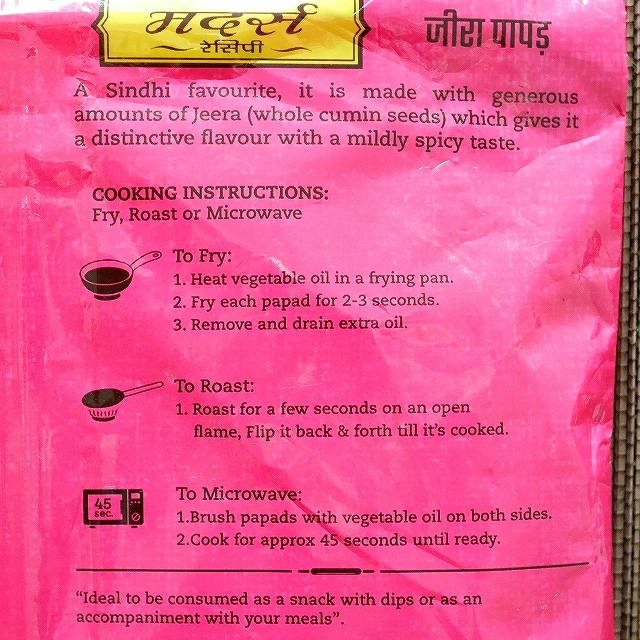 मदर्स
रेसिपी
जीरा पापड़
A Sindhi favourite, it is made with generous
amounts of Jeera (whole cumin seeds) which gives it
a distinctive flavour with a mildly spicy taste.
COOKING INSTRUCTIONS:
Fry, Roast or Microwave
To Fry:
1. Heat vegetable oil in a frying pan.
2. Fry each papad for 2-3 seconds.
3. Remove and drain extra oil.
To Roast:
1. Roast for a few seconds on an open
flame, Flip it back & forth till it's cooked.
45
sec.
To Microwave:
1.Brush papads with vegetable oil on both sides.
2.Cook for approx 45 seconds until ready.
"Ideal to be consumed as a snack with dips or as an
accompaniment with your meals".